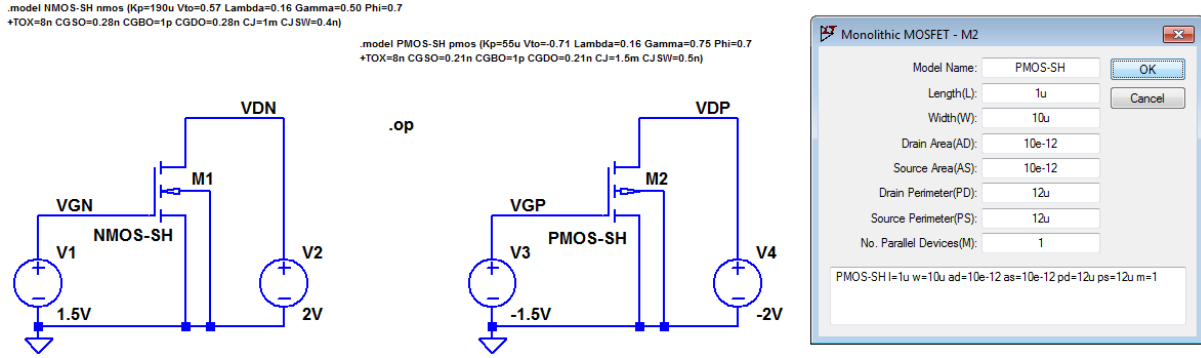 .model NMOS-SH nmos (Kp=190u Vto=0.57 Lambda=0.16 Gamma=0.50 Phi=0.7
+TOX=8n CGSO=0.28n CGBO=1p CGDO=0.28n CJ=1m CJSW=0.4n)
.model PMOS-SH pmos (Kp=55u Vto=-0.71 Lambda=0.16 Gamma=0.75 Phi=0.7
+TOX=8n CGSO=0.21n CGBO=1p CGDO=0.21n CJ=1.5m CJSW=0.5n)
VDN
.op
VDP
M1
M2
VGN
VGP
NMOS-SH
PMOS-SH
V1
V2
V3
V4
1.5V
2V
-1.5V
-2V
Monolithic MOSFET - M2
Model Name: PMOS-SH OK
Length(L): 1u Cancel
Width(W): 10u
Drain Area(AD): 10e-12
Source Area(AS): 10e-12
Drain Perimeter(PD): 12u
Source Perimeter(PS): 12u
No. Parallel Devices(M): 1
PMOS-SH l=1u w=10u ad=10e-12 as=10e-12 pd=12u ps=12u m=1